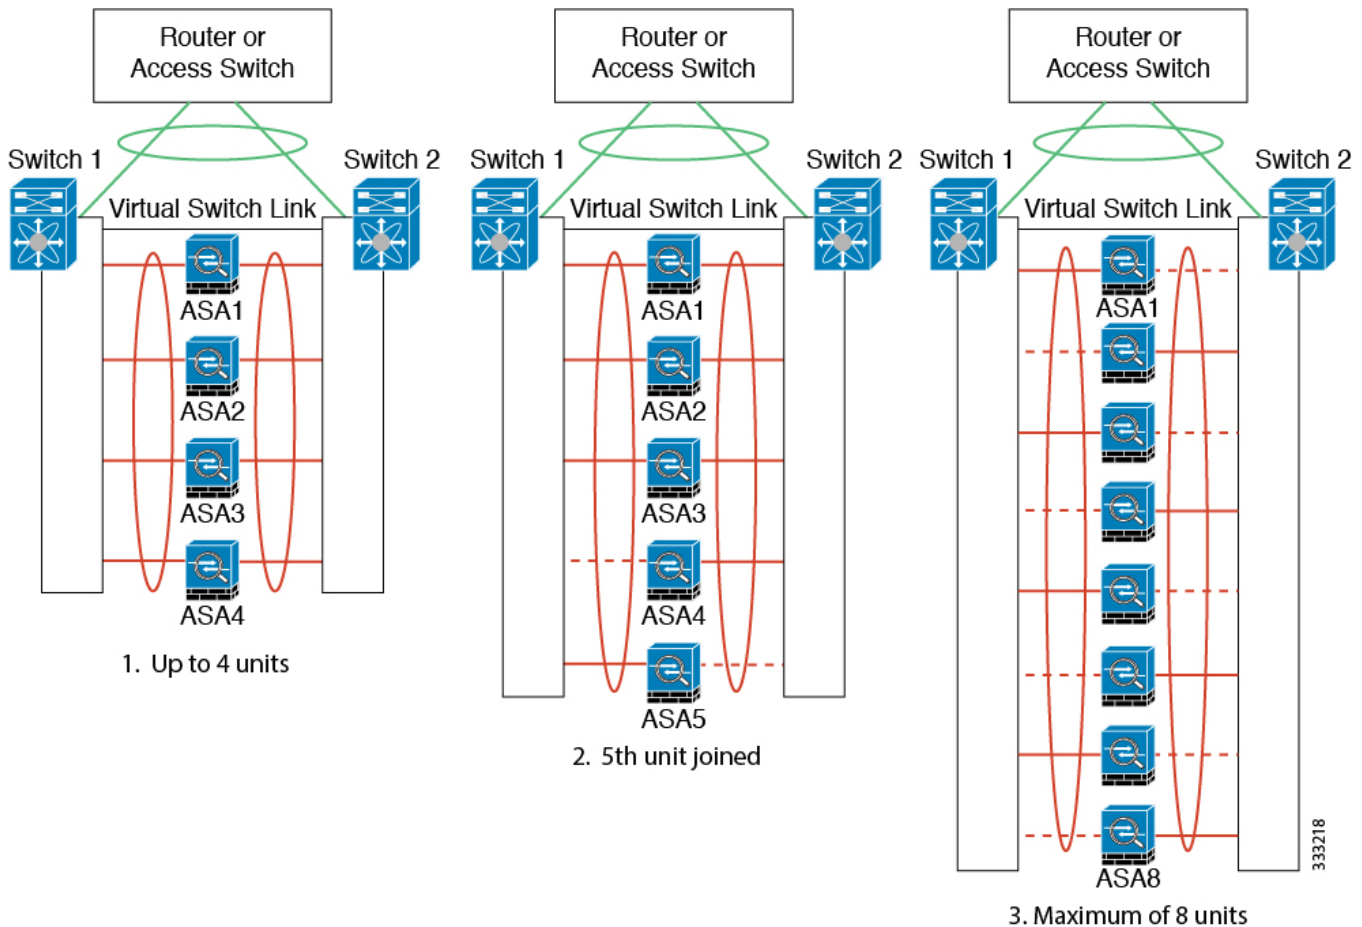 Router or
Access Switch
Switch 1
Switch 2
Virtual Switch Link
ASA1
ASA2
ASA3
ASA4
1. Up to 4 units
Router or
Access Switch
Switch 1
Switch 2
Virtual Switch Link
ASA1
ASA2
ASA3
ASA4
ASA5
2. 5th unit joined
Router or
Access Switch
Switch 1
Switch 2
Virtual Switch Link
ASA1
ASA8
333218
3. Maximum of 8 units